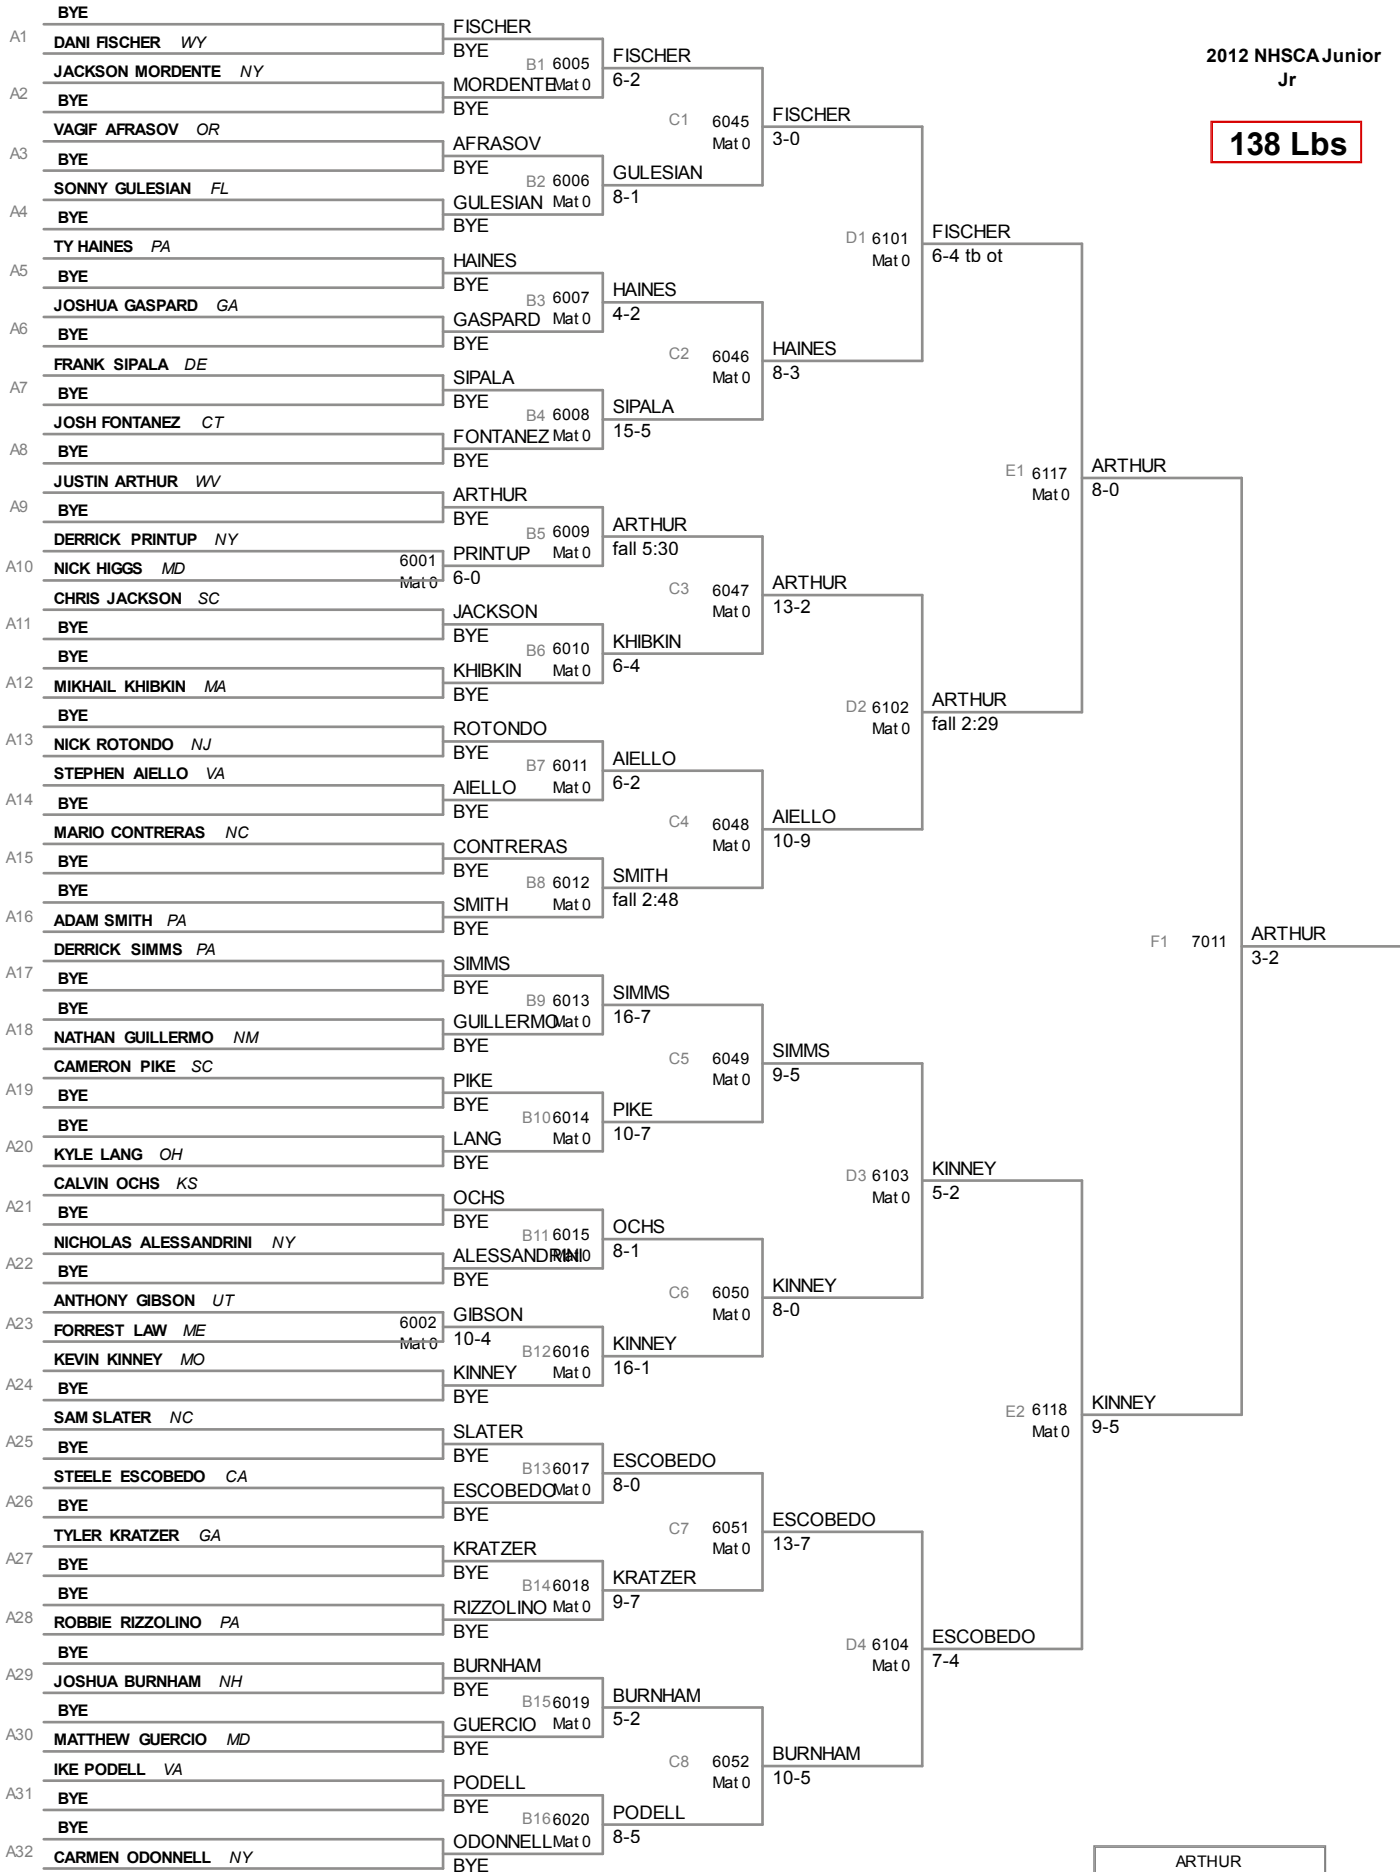 2012 NHSCA Junior
Jr
138 Lbs
BYE
A1
DANI FISCHER WY
JACKSON MORDENTE NY
A2
BYE
VAGIF AFRASOV OR
A3
BYE
SONNY GULESIAN FL
A4
BYE
TY HAINES PA
A5
BYE
JOSHUA GASPARD GA
A6
BYE
FRANK SIPALA DE
A7
BYE
JOSH FONTANEZ CT
A8
BYE
JUSTIN ARTHUR WV
A9
BYE
DERRICK PRINTUP NY
A10
NICK HIGGS MD
6001
Mat 0
CHRIS JACKSON SC
A11
BYE
BYE
A12
MIKHAIL KHIBKIN MA
BYE
A13
NICK ROTONDO NJ
STEPHEN AIELLO VA
A14
BYE
MARIO CONTRERAS NC
A15
BYE
BYE
A16
ADAM SMITH PA
DERRICK SIMMS PA
A17
BYE
BYE
A18
NATHAN GUILLERMO NM
CAMERON PIKE SC
A19
BYE
BYE
A20
KYLE LANG OH
CALVIN OCHS KS
A21
BYE
NICHOLAS ALESSANDRINI NY
A22
BYE
ANTHONY GIBSON UT
A23
FORREST LAW ME
6002
Mat 0
KEVIN KINNEY MO
A24
BYE
SAM SLATER NC
A25
BYE
STEELE ESCOBEDO CA
A26
BYE
TYLER KRATZER GA
A27
BYE
BYE
A28
ROBBIE RIZZOLINO PA
BYE
A29
JOSHUA BURNHAM NH
BYE
A30
MATTHEW GUERCIO MD
IKE PODELL VA
A31
BYE
BYE
A32
CARMEN ODONNELL NY
FISCHER
BYE
B1 6005
MORDENTE Mat 0
BYE
AFRASOV
BYE
B2 6006
GULESIAN Mat 0
BYE
HAINES
BYE
B3 6007
GASPARD Mat 0
BYE
SIPALA
BYE
B4 6008
FONTANEZ Mat 0
BYE
ARTHUR
BYE
B5 6009
PRINTUP Mat 0
6-0
JACKSON
BYE
B6 6010
KHIBKIN Mat 0
BYE
ROTONDO
BYE
B7 6011
AIELLO Mat 0
BYE
CONTRERAS
BYE
B8 6012
SMITH Mat 0
BYE
SIMMS
BYE
B9 6013
GUILLERMO Mat 0
BYE
PIKE
BYE
B10 6014
LANG Mat 0
BYE
OCHS
BYE
B11 6015
ALESSANDRINI Mat 0
BYE
GIBSON
10-4
B12 6016
KINNEY Mat 0
BYE
SLATER
BYE
B13 6017
ESCOBEDO Mat 0
BYE
KRATZER
BYE
B14 6018
RIZZOLINO Mat 0
BYE
BURNHAM
BYE
B15 6019
GUERCIO Mat 0
BYE
PODELL
BYE
B16 6020
ODONNELL Mat 0
BYE
FISCHER
6-2
C1 6045
Mat 0
GULESIAN
8-1
HAINES
4-2
C2 6046
Mat 0
SIPALA
15-5
ARTHUR
fall 5:30
C3 6047
Mat 0
KHIBKIN
6-4
AIELLO
6-2
C4 6048
Mat 0
SMITH
fall 2:48
SIMMS
16-7
C5 6049
Mat 0
PIKE
10-7
OCHS
8-1
C6 6050
Mat 0
KINNEY
16-1
ESCOBEDO
8-0
C7 6051
Mat 0
KRATZER
9-7
BURNHAM
5-2
C8 6052
Mat 0
PODELL
8-5
FISCHER
3-0
D1 6101
Mat 0
HAINES
8-3
ARTHUR
13-2
D2 6102
Mat 0
AIELLO
10-9
SIMMS
9-5
D3 6103
Mat 0
KINNEY
8-0
ESCOBEDO
13-7
D4 6104
Mat 0
BURNHAM
10-5
FISCHER
6-4 tb ot
E1 6117
Mat 0
ARTHUR
fall 2:29
KINNEY
5-2
E2 6118
Mat 0
ESCOBEDO
7-4
ARTHUR
8-0
F1 7011
KINNEY
9-5
ARTHUR
3-2
ARTHUR